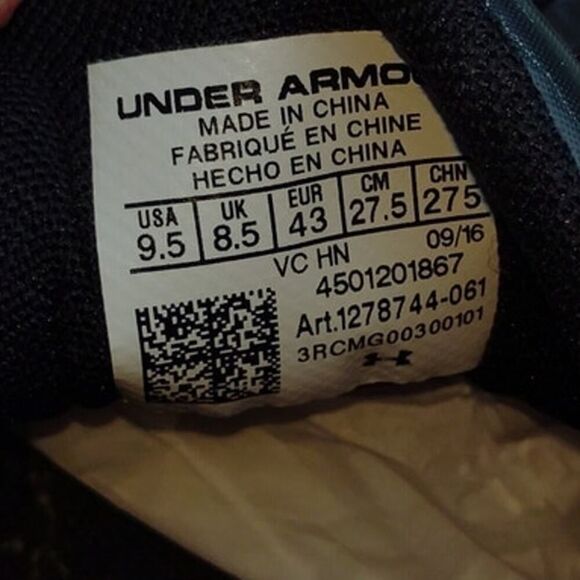 UNDER ARMO
MADE IN CHINA
FABRIQUÉ EN CHINE
HECHO EN CHINA
USA UK EUR CM CHN
9.5 8.5 43 27.5 275
VC HN 09/16
4501201867
Art.1278744-061
3RCMG00300101